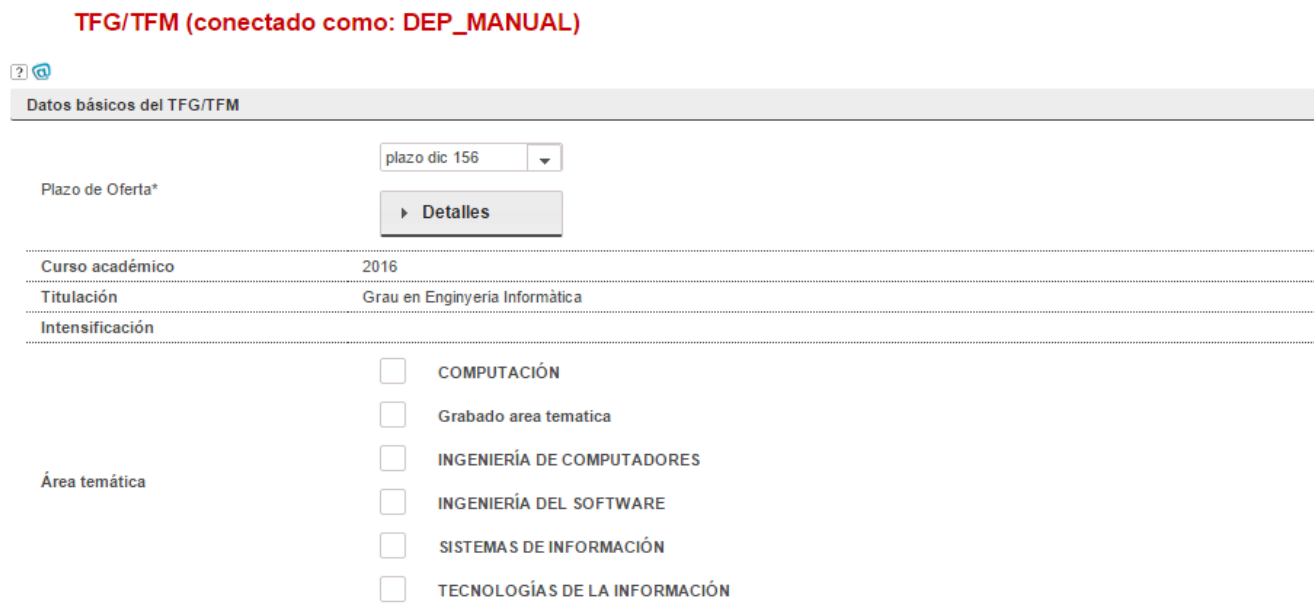 TFG/TFM (conectado como: DEP_MANUAL)
? @
Datos básicos del TFG/TFM
plazo dic 156
Plazo de Oferta*
Detalles
Curso académico 2016
Titulación Grau en Enginyeria Informàtica
Intensificación
COMPUTACIÓN
Grabado area tematica
INGENIERÍA DE COMPUTADORES
Área temática
INGENIERÍA DEL SOFTWARE
SISTEMAS DE INFORMACIÓN
TECNOLOGÍAS DE LA INFORMACIÓN